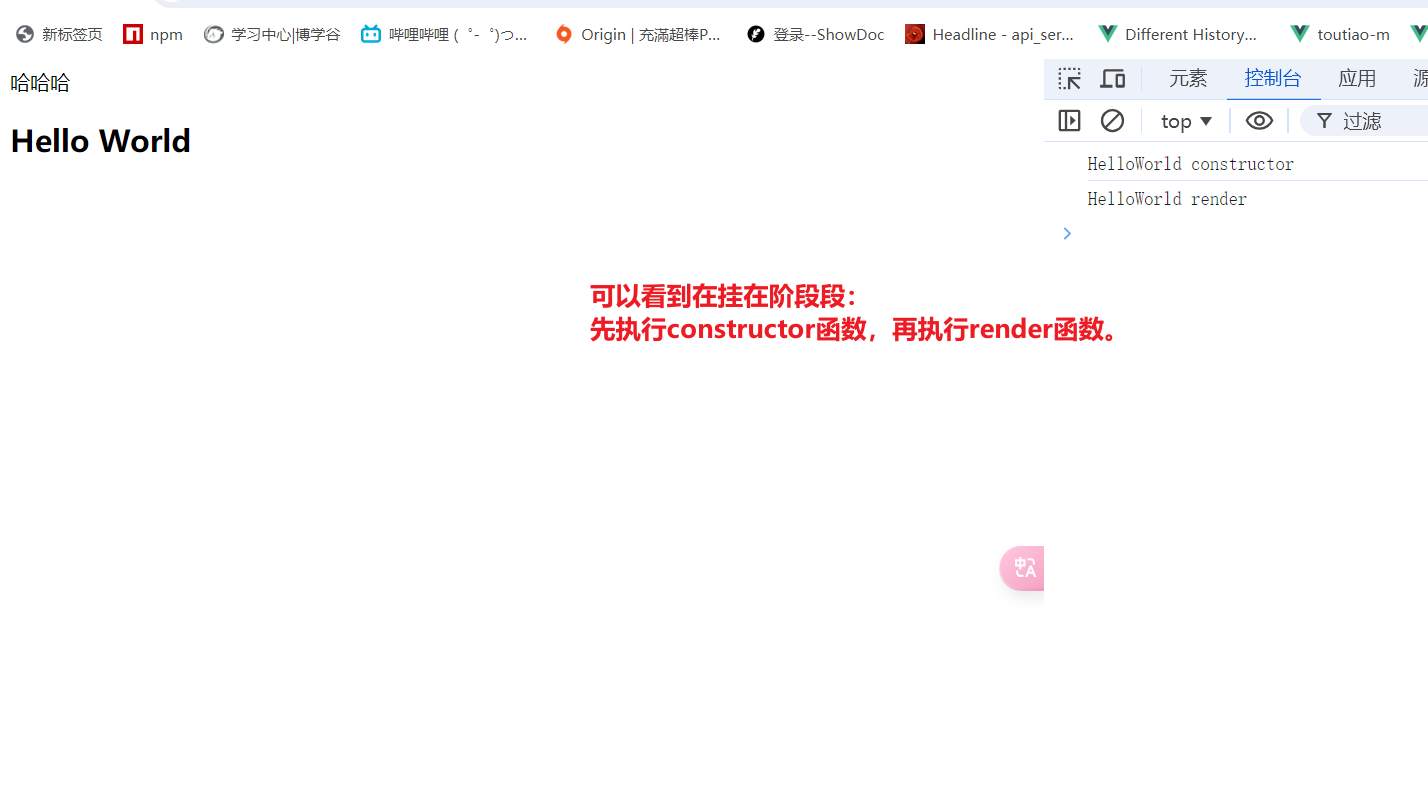 新标签页 npm 学习中心|博学谷 哔哩哔哩 ( ゜- ゜)つ... Origin | 充滿超棒P... 登录--ShowDoc Headline - api_ser... Different History... toutiao-m
哈哈哈
Hello World
元素 控制台 应用 源
top 过滤
HelloWorld constructor
HelloWorld render
可以看到在挂在阶段段：
先执行constructor函数，再执行render函数。
中A